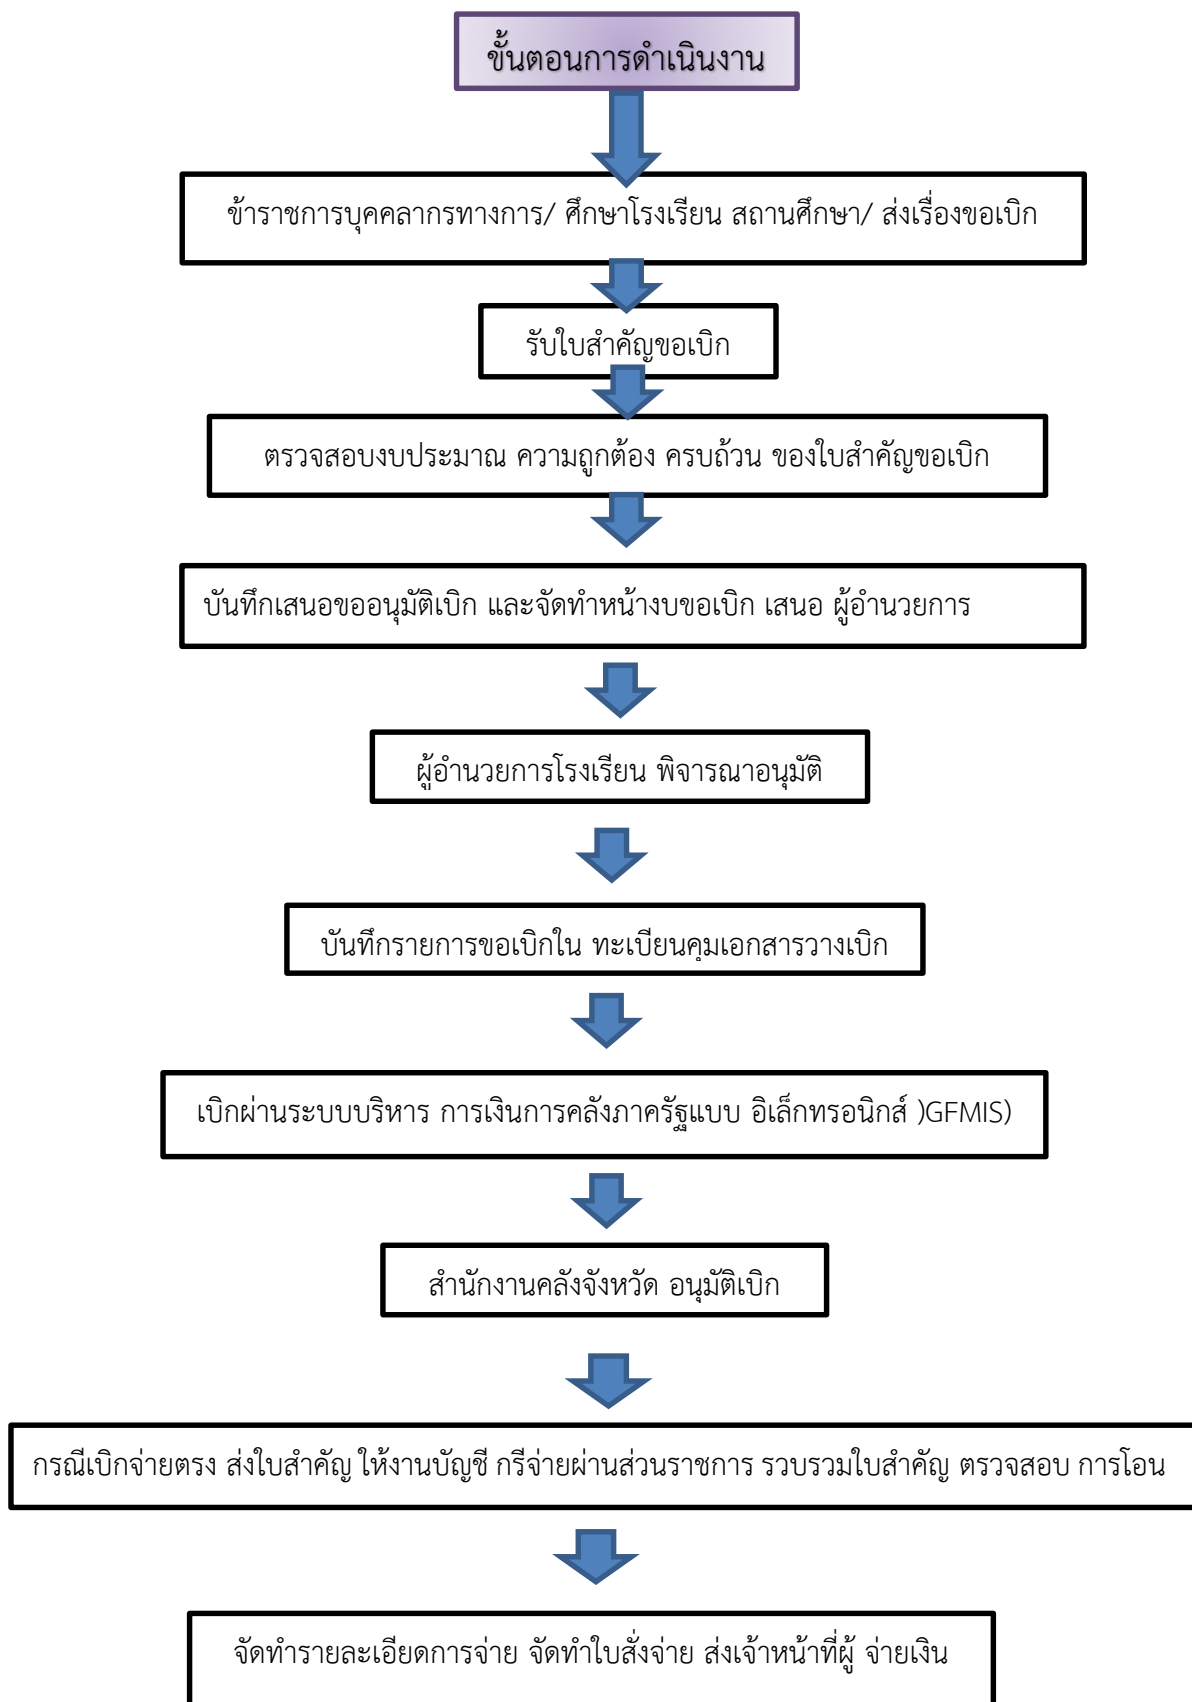 ขั้นตอนการดำเนินงาน
ข้าราชการบุคคลากรทางการ/ ศึกษาโรงเรียน สถานศึกษา/ ส่งเรื่องขอเบิก
รับใบสำคัญขอเบิก
ตรวจสอบงบประมาณ ความถูกต้อง ครบถ้วน ของใบสำคัญขอเบิก
บันทึกเสนอขออนุมัติเบิก และจัดทำหน้างบขอเบิก เสนอ ผู้อำนวยการ
ผู้อำนวยการโรงเรียน พิจารณาอนุมัติ
บันทึกรายการขอเบิกใน ทะเบียนคุมเอกสารวางเบิก
เบิกผ่านระบบบริหาร การเงินการคลังภาครัฐแบบ อิเล็กทรอนิกส์ )GFMIS)
สำนักงานคลังจังหวัด อนุมัติเบิก
กรณีเบิกจ่ายตรง ส่งใบสำคัญ ให้งานบัญชี กรีจ่ายผ่านส่วนราชการ รวบรวมใบสำคัญ ตรวจสอบ การโอน
จัดทำรายละเอียดการจ่าย จัดทำใบสั่งจ่าย ส่งเจ้าหน้าที่ผู้ จ่ายเงิน